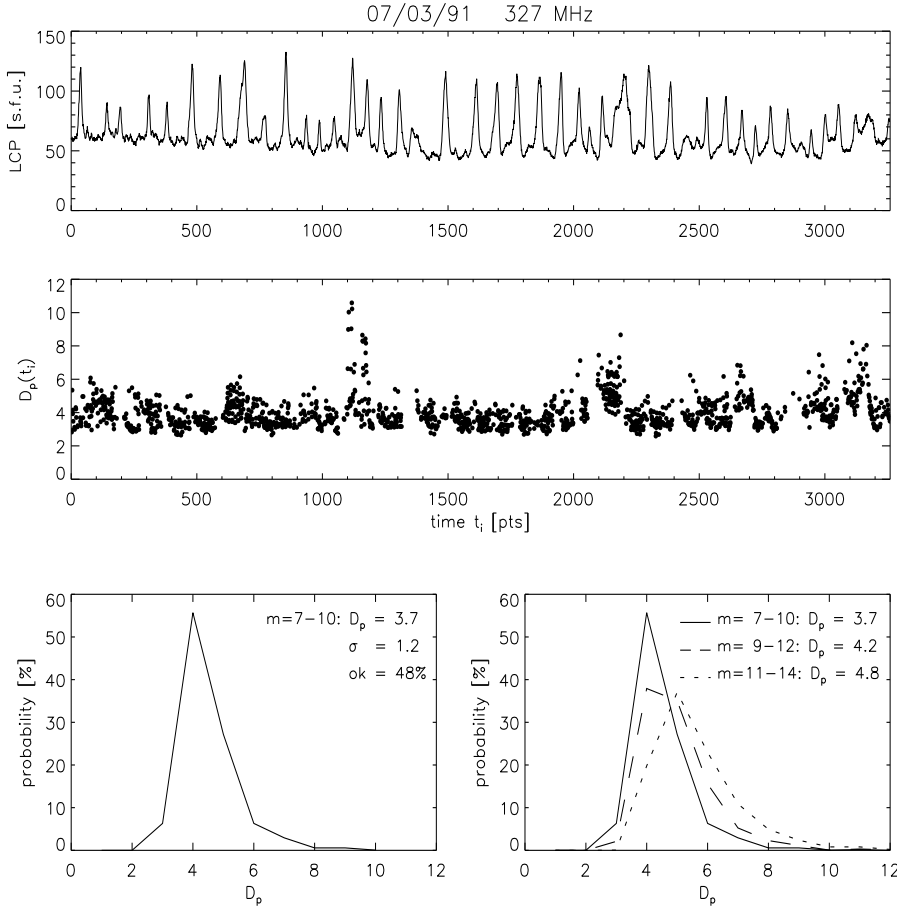 07/03/91 327 MHz
LCP [s.f.u.]
150
100
50
0
0 500 1000 1500 2000 2500 3000
D_p(t_i)
12
10
8
6
4
2
0
0 500 1000 1500 2000 2500 3000
time t_i [pts]
probability [%]
60
50
40
30
20
10
0
m=7-10: D_p = 3.7
σ = 1.2
ok = 48%
0 2 4 6 8 10 12
D_p
probability [%]
60
50
40
30
20
10
0
m= 7-10: D_p = 3.7
m= 9-12: D_p = 4.2
m=11-14: D_p = 4.8
0 2 4 6 8 10 12
D_p